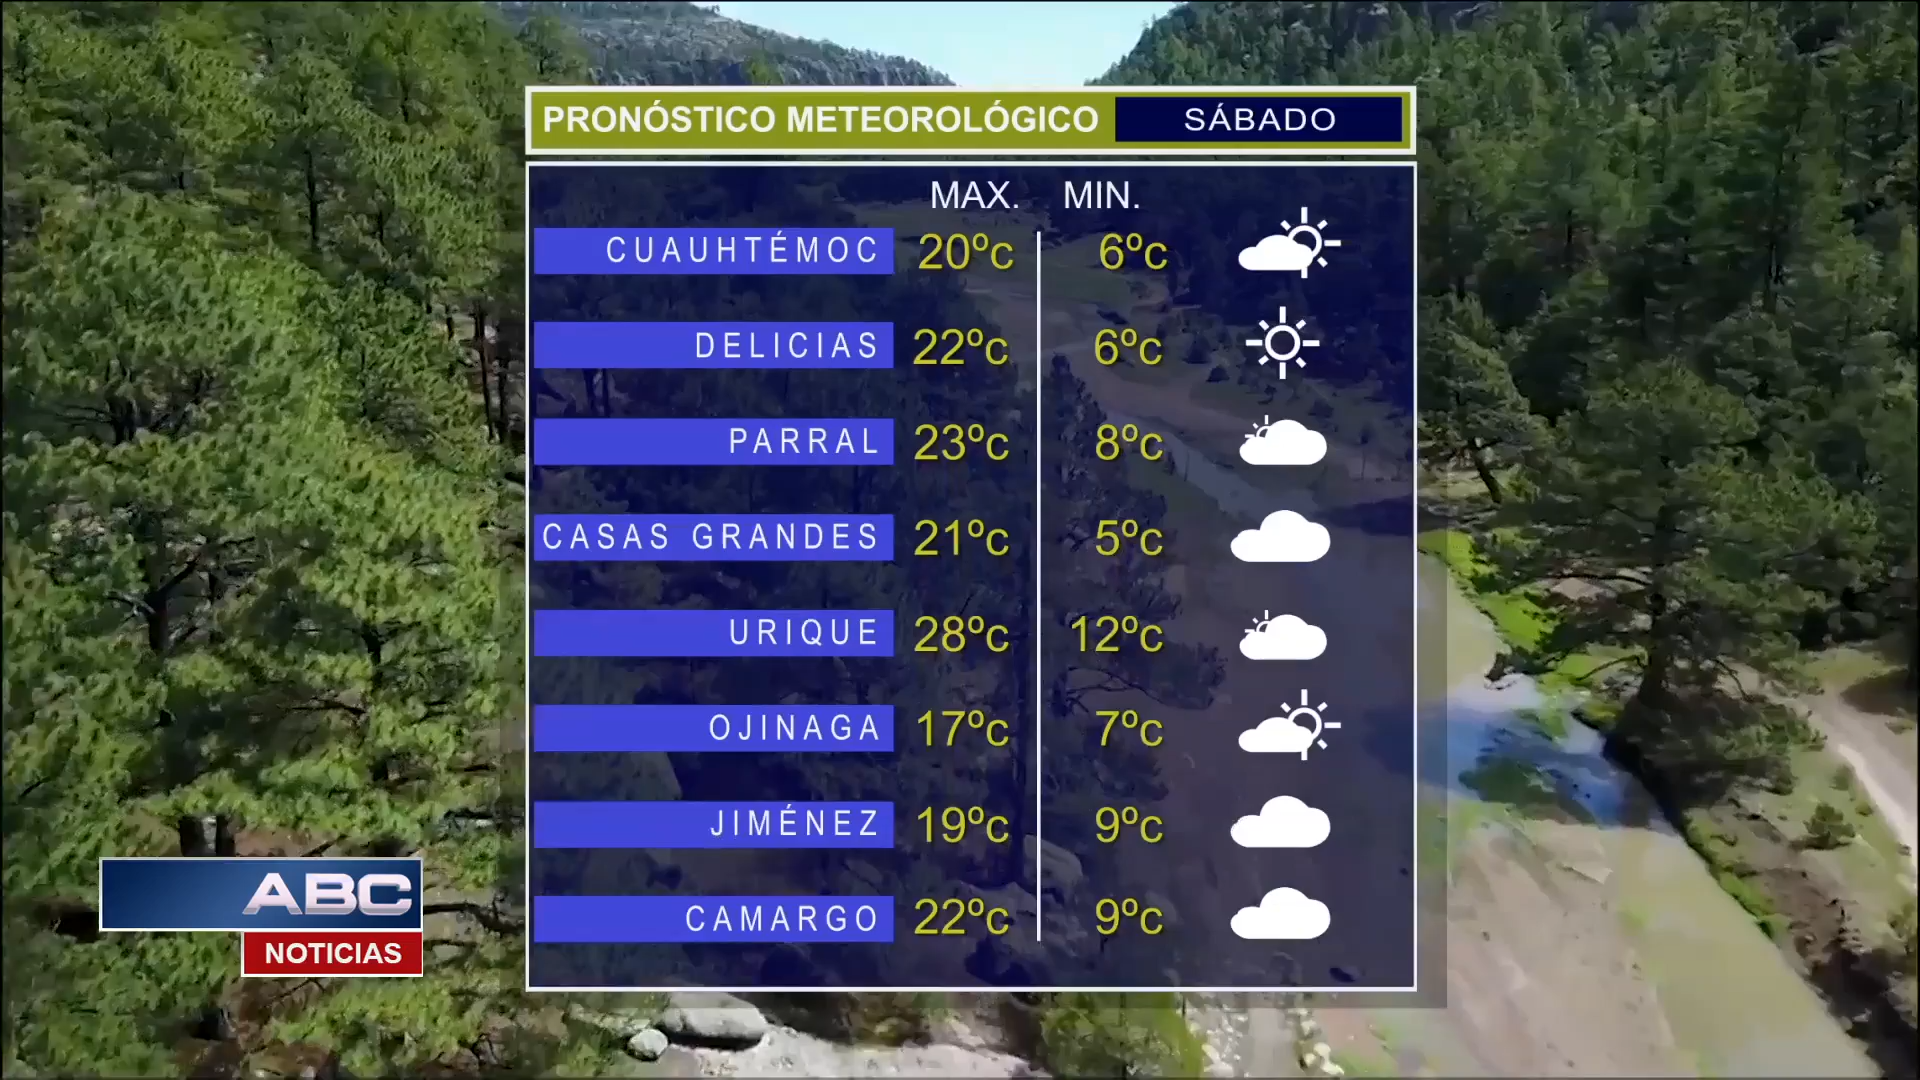 PRONÓSTICO METEOROLÓGICO SÁBADO
MAX. MIN.
CUAUHTÉMOC 20ºc 6ºc
DELICIAS 22ºc 6ºc
PARRAL 23ºc 8ºc
CASAS GRANDES 21ºc 5ºc
URIQUE 28ºc 12ºc
OJINAGA 17ºc 7ºc
JIMÉNEZ 19ºc 9ºc
CAMARGO 22ºc 9ºc
ABC
NOTICIAS